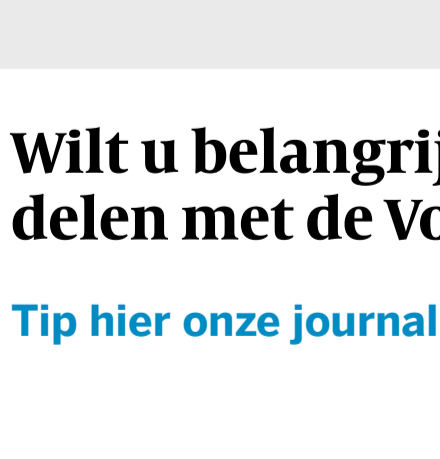 Wilt u belangrij
delen met de Vo
Tip hier onze journal